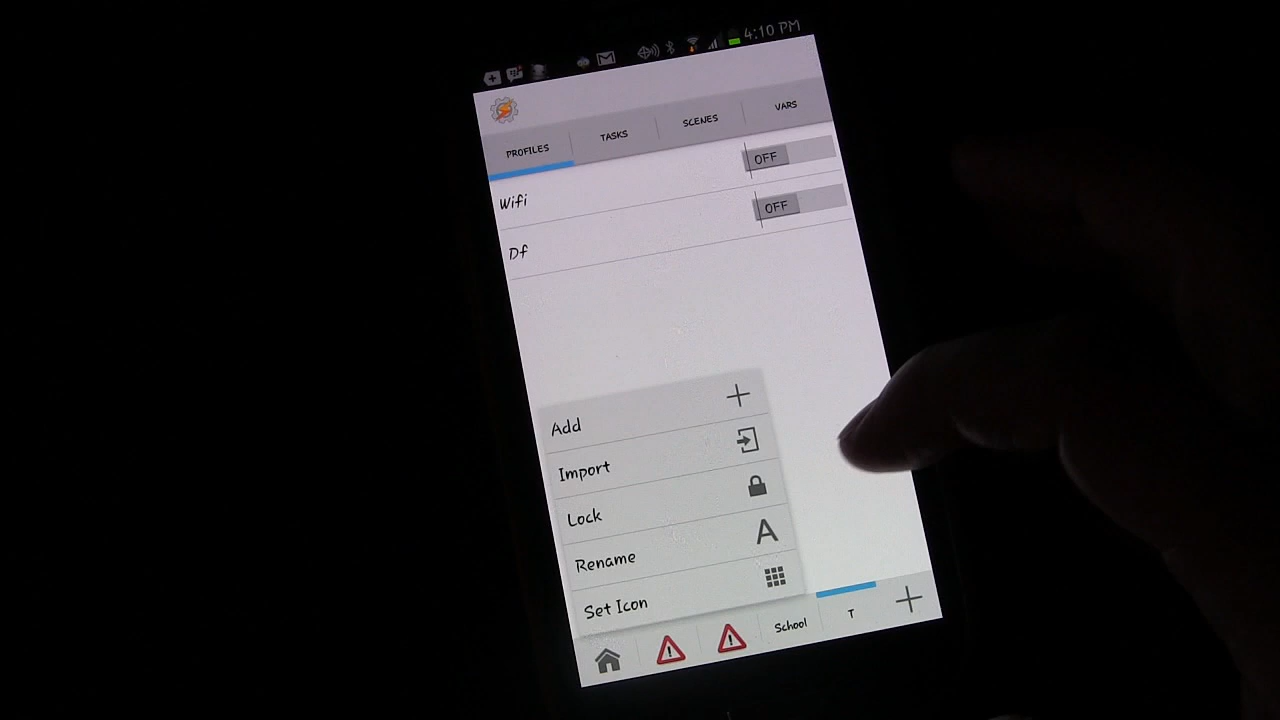 4:10 PM
PROFILES TASKS SCENES VARS
Wifi OFF
Df OFF
Add
Import
Lock
Rename A
Set Icon
School T